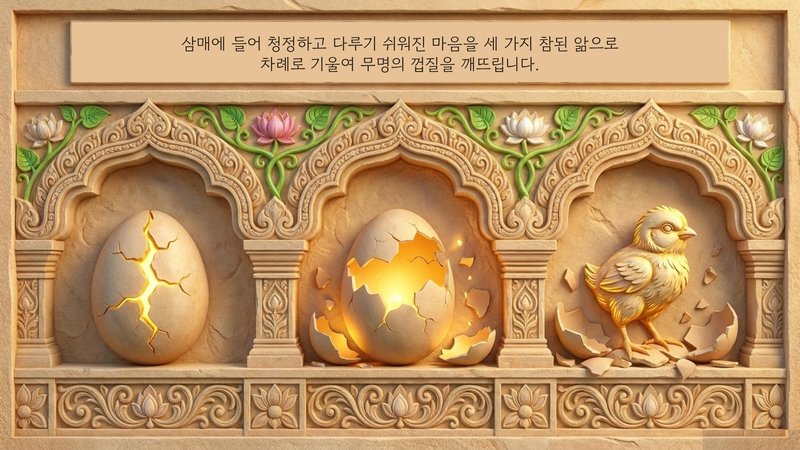 삼매에 들어 청정하고 다루기 쉬워진 마음을 세 가지 참된 앎으로
차례로 기울여 무명의 껍질을 깨뜨립니다.